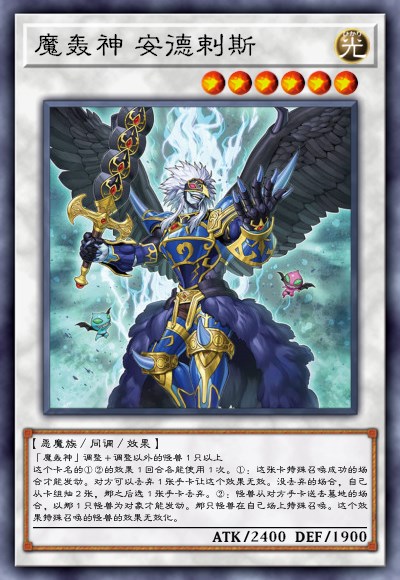 魔轰神 安德剌斯
ひかり
光
【恶魔族／同调／效果】
「魔轰神」调整＋调整以外的怪兽1只以上
这个卡名的①②的效果1回合各能使用1次。①：这张卡特殊召唤成功的场
合才能发动。对方可以丢弃1张手卡让这个效果无效。没丢弃的场合，自己
从卡组抽2张，那之后选1张手卡丢弃。②：怪兽从对方手卡送去墓地的场
合，以那1只怪兽为对象才能发动。那只怪兽在自己场上特殊召唤。这个效
果特殊召唤的怪兽的效果无效化。
ATK/2400 DEF/1900